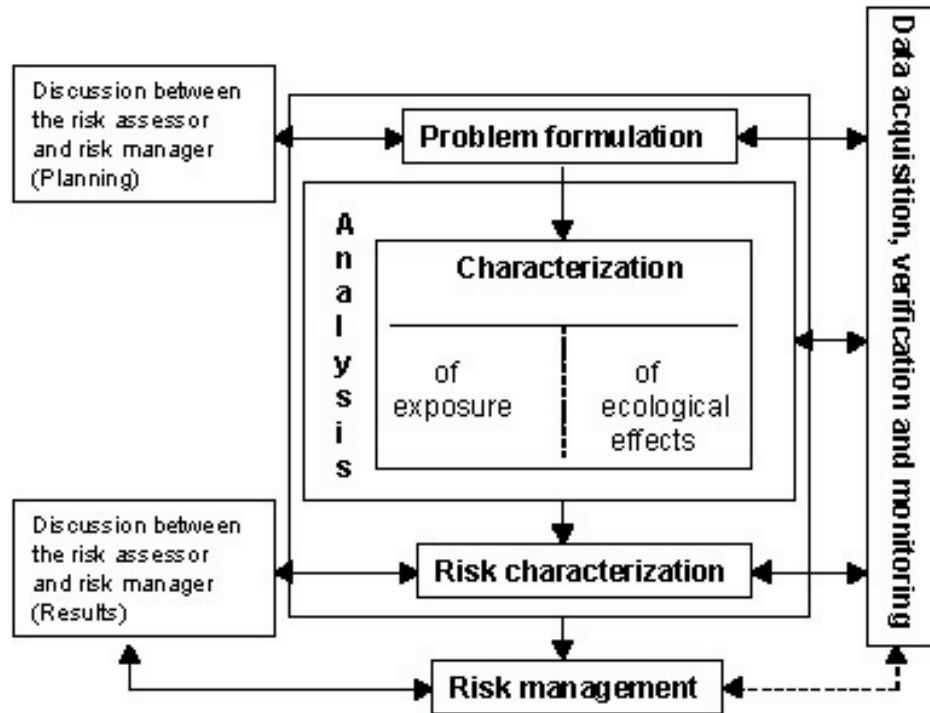 Discussion between
the risk assessor
and risk manager
(Planning)
Problem formulation
Analysis
Characterization
of
exposure
of
ecological
effects
Discussion between
the risk assessor
and risk manager
(Results)
Risk characterization
Risk management
Data acquisition, verification and monitoring